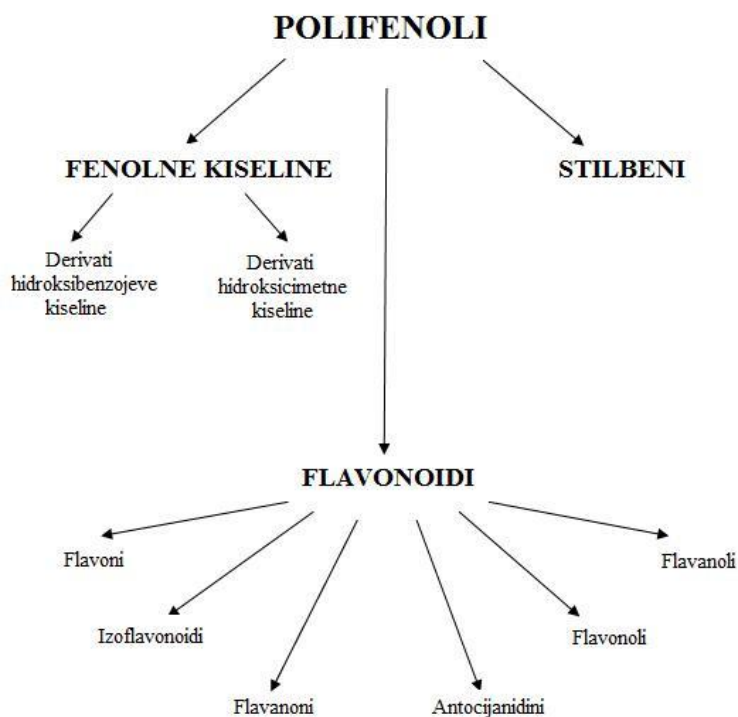 POLIFENOLI
FENOLNE KISELINE
STILBENI
Derivati
hidroksibenzojeve
kiseline
Derivati
hidroksicimetne
kiseline
FLAVONOIDI
Flavoni
Izoflavonoidi
Flavanoni
Antocijanidini
Flavonoli
Flavanoli